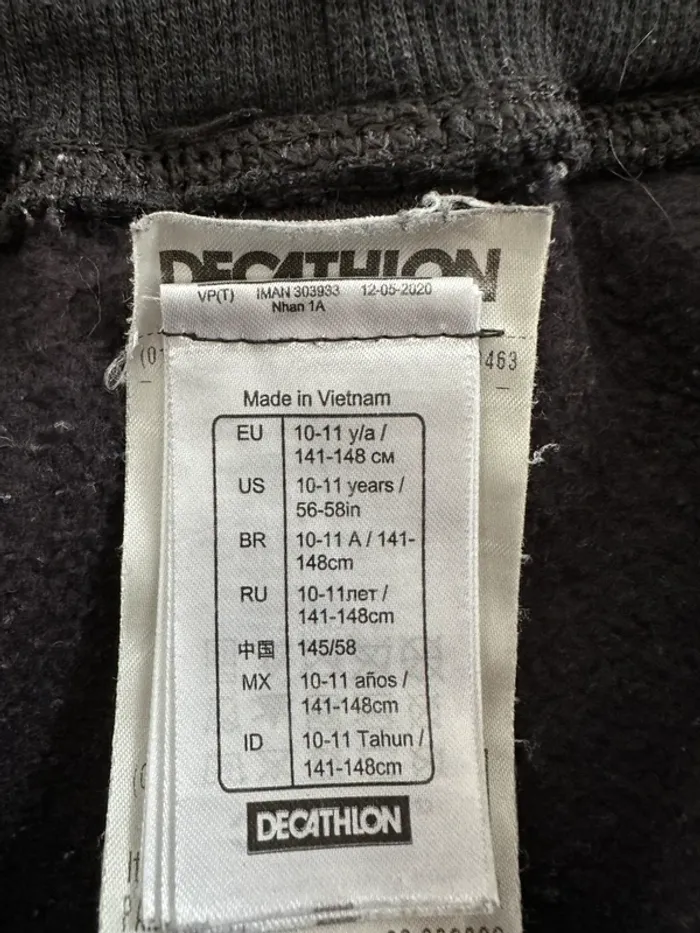 DECATHLON
VP(T) IMAN 303933 12-05-2020
Nhan 1A
463
Made in Vietnam
EU 10-11 y/a /
141-148 см
US 10-11 years /
56-58in
BR 10-11 A / 141-
148cm
RU 10-11лет /
141-148cm
中国 145/58
MX 10-11 años /
141-148cm
ID 10-11 Tahun /
141-148cm
DECATHLON